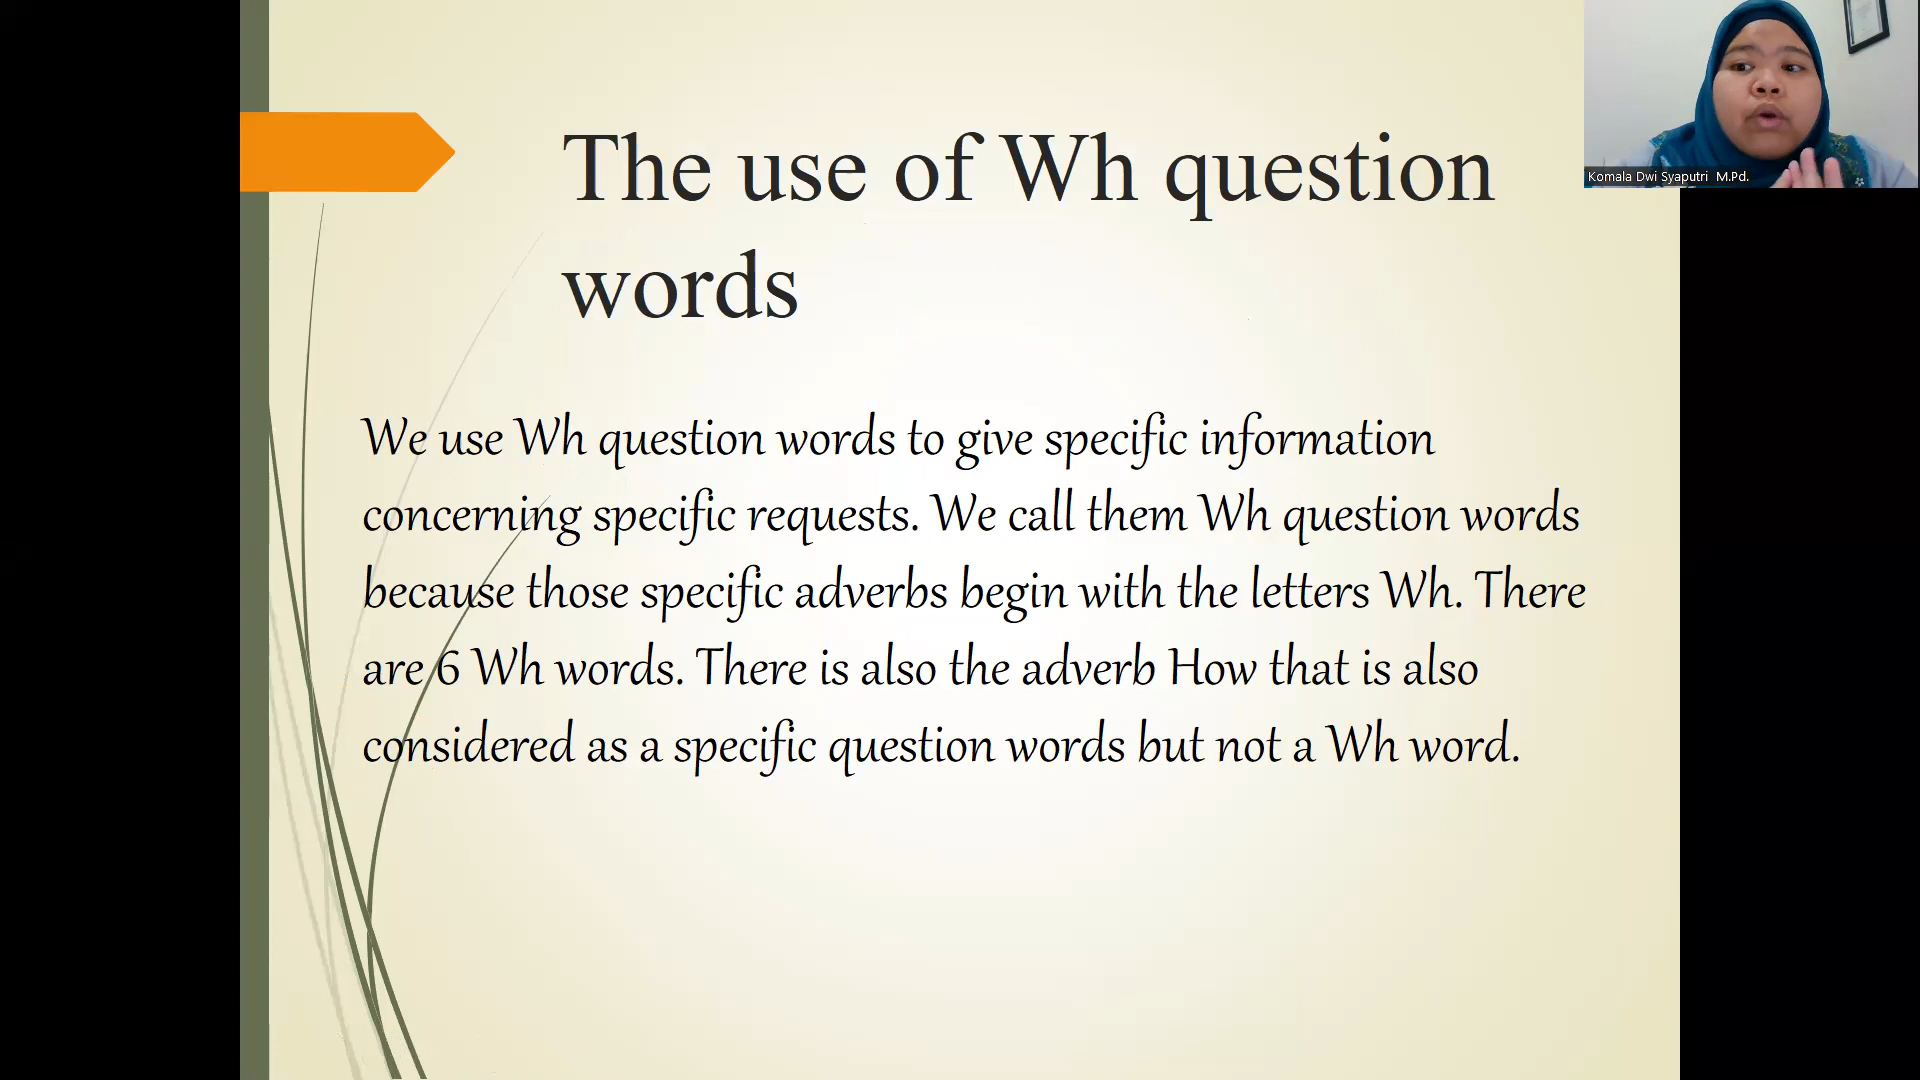 The use of Wh question
words
We use Wh question words to give specific information
concerning specific requests. We call them Wh question words
because those specific adverbs begin with the letters Wh. There
are 6 Wh words. There is also the adverb How that is also
considered as a specific question words but not a Wh word.
Komala Dwi Syaputri M.Pd.